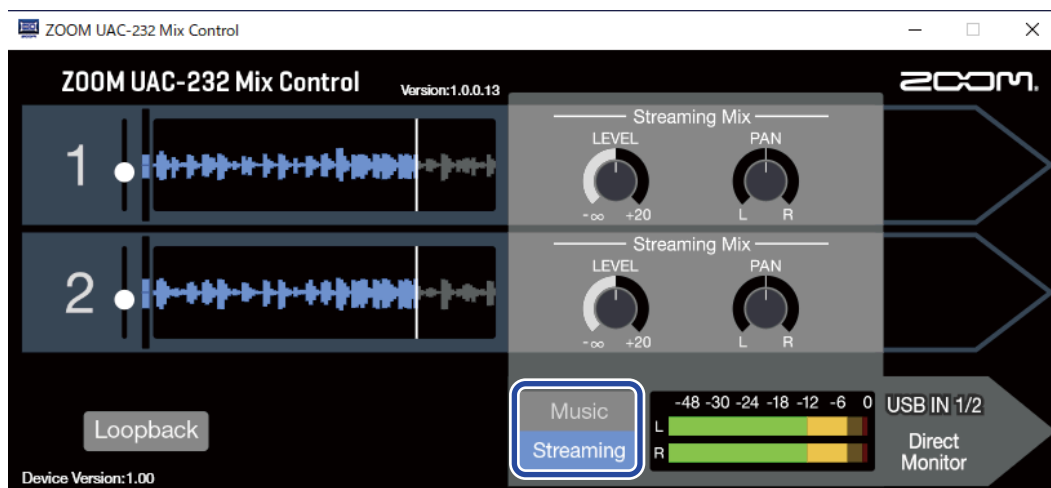 ZOOM UAC-232 Mix Control
ZOOM UAC-232 Mix Control
Version:1.0.0.13
zoom.
1
Streaming Mix
LEVEL PAN
-∞ +20 L R
2
Streaming Mix
LEVEL PAN
-∞ +20 L R
Loopback
Music
Streaming
-48 -30 -24 -18 -12 -6 0
L
R
USB IN 1/2
Direct
Monitor
Device Version:1.00